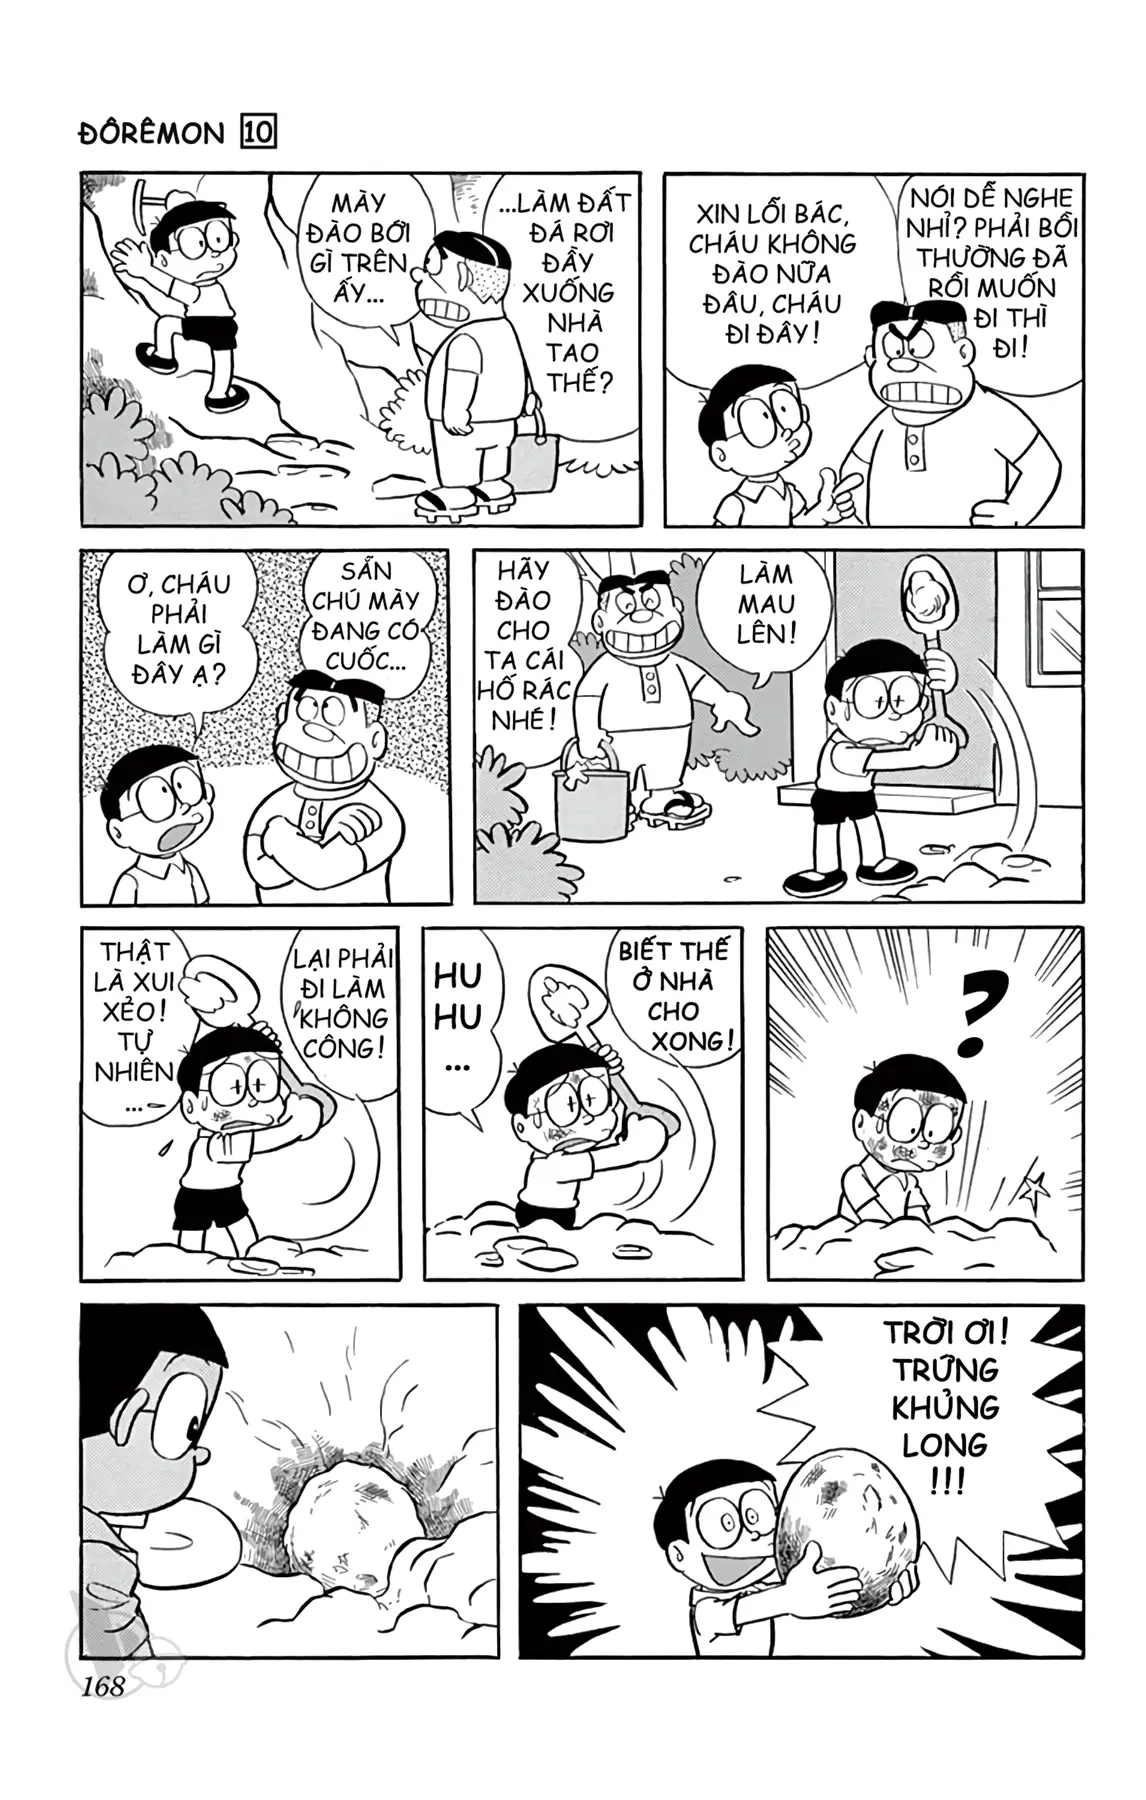 ĐÔRÊMON 10
MÀY
ĐÀO BỚI
GÌ TRÊN
ẤY...
...LÀM ĐẤT
ĐÁ RƠI
ĐẦY
XUỐNG
NHÀ
TAO
THẾ?
XIN LỖI BÁC,
CHÁU KHÔNG
ĐÀO NỮA
ĐÂU, CHÁU
ĐI ĐÂY!
NÓI DỄ NGHE
NHỈ? PHẢI BỒI
THƯỜNG ĐÃ
RỒI MUỐN
ĐI THÌ
ĐI!
Ơ, CHÁU
PHẢI
LÀM GÌ
ĐÂY Ạ?
SẴN
CHÚ MÀY
ĐANG CÓ
CUỐC...
HÃY
ĐÀO
CHO
TA CÁI
HỐ RÁC
NHÉ!
LÀM
MAU
LÊN!
THẬT
LÀ XUI
XẺO!
TỰ
NHIÊN
...
LẠI PHẢI
ĐI LÀM
KHÔNG
CÔNG!
HU
HU
...
BIẾT THẾ
Ở NHÀ
CHO
XONG!
?
TRỜI ƠI!
TRỨNG
KHỦNG
LONG
!!!
168